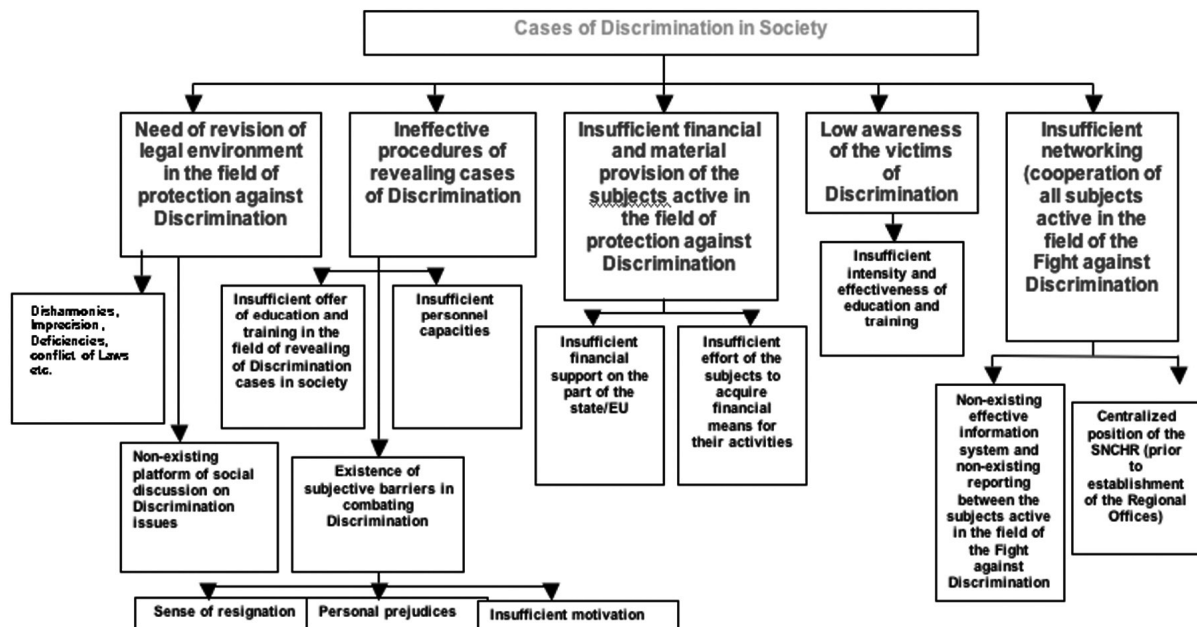 Cases of Discrimination in Society
Need of revision of
legal environment
in the field of
protection against
Discrimination
Ineffective
procedures of
revealing cases
of Discrimination
Insufficient financial
and material
provision of the
subjects active in
the field of
protection against
Discrimination
Low awareness
of the victims
of
Discrimination
Insufficient
networking
(cooperation of
all subjects
active in the
field of the
Fight against
Discrimination
Disharmonies,
Imprecision,
Deficiencies,
conflict of Laws
etc.
Insufficient offer
of education and
training in the
field of revealing
of Discrimination
cases in society
Insufficient
personnel
capacities
Insufficient
financial
support on the
part of the
state/EU
Insufficient
effort of the
subjects to
acquire
financial
means for
their activities
Insufficient
intensity and
effectiveness of
education and
training
Non-existing
effective
information
system and
non-existing
reporting
between the
subjects active
in the field of
the Fight
against
Discrimination
Centralized
position of the
SNCHR (prior
to
establishment
of the Regional
Offices)
Non-existing
platform of social
discussion on
Discrimination
issues
Existence of
subjective barriers in
combating
Discrimination
Sense of resignation
Personal prejudices
Insufficient motivation